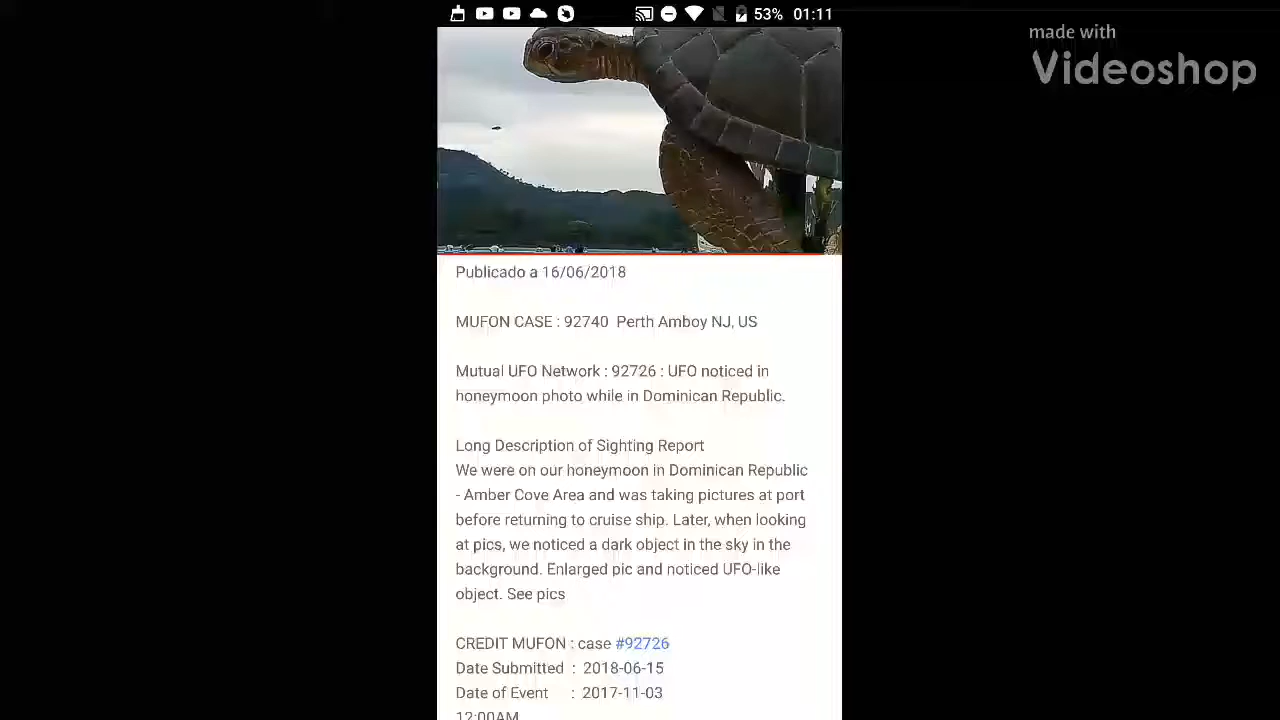 53% 01:11
made with
Videoshop
Publicado a 16/06/2018
MUFON CASE : 92740 Perth Amboy NJ, US
Mutual UFO Network : 92726 : UFO noticed in
honeymoon photo while in Dominican Republic.
Long Description of Sighting Report
We were on our honeymoon in Dominican Republic
- Amber Cove Area and was taking pictures at port
before returning to cruise ship. Later, when looking
at pics, we noticed a dark object in the sky in the
background. Enlarged pic and noticed UFO-like
object. See pics
CREDIT MUFON : case #92726
Date Submitted : 2018-06-15
Date of Event : 2017-11-03
12:00AM